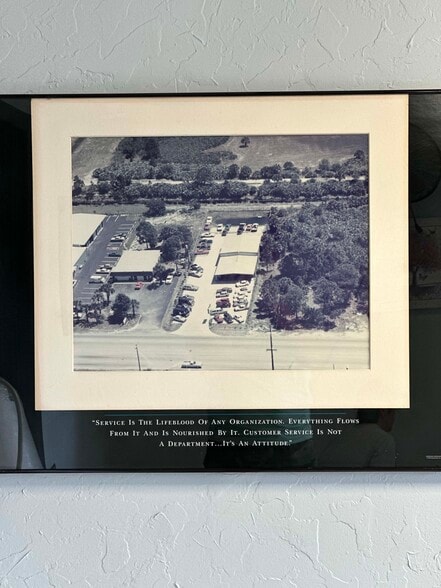 "Service Is The Lifeblood Of Any Organization. Everything Flows
From It And Is Nourished By It. Customer Service Is Not
A Department...It's An Attitude."